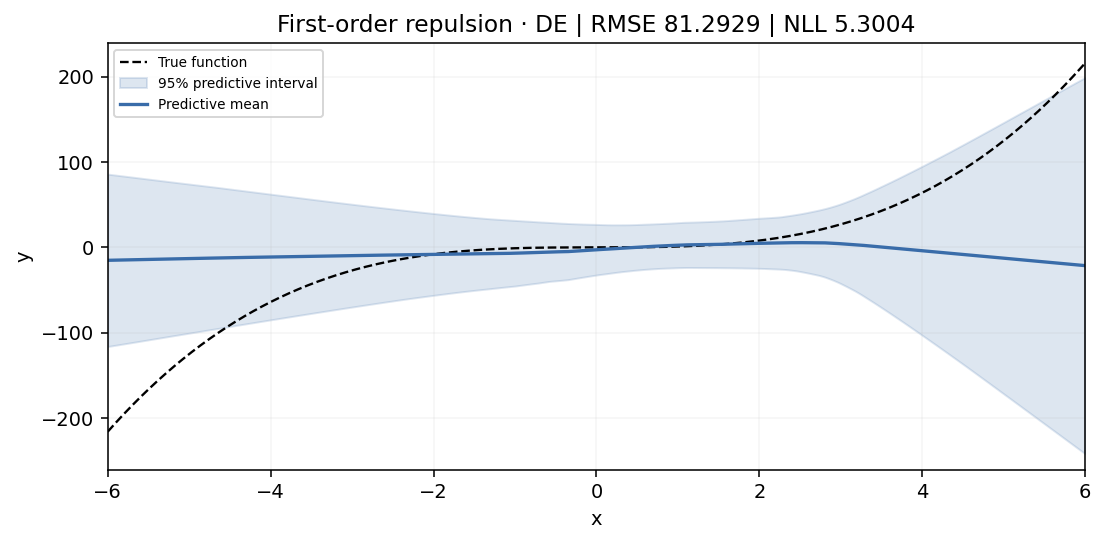 First-order repulsion · DE | RMSE 81.2929 | NLL 5.3004
True function
95% predictive interval
Predictive mean
200
100
0
−100
−200
y
−6 −4 −2 0 2 4 6
x